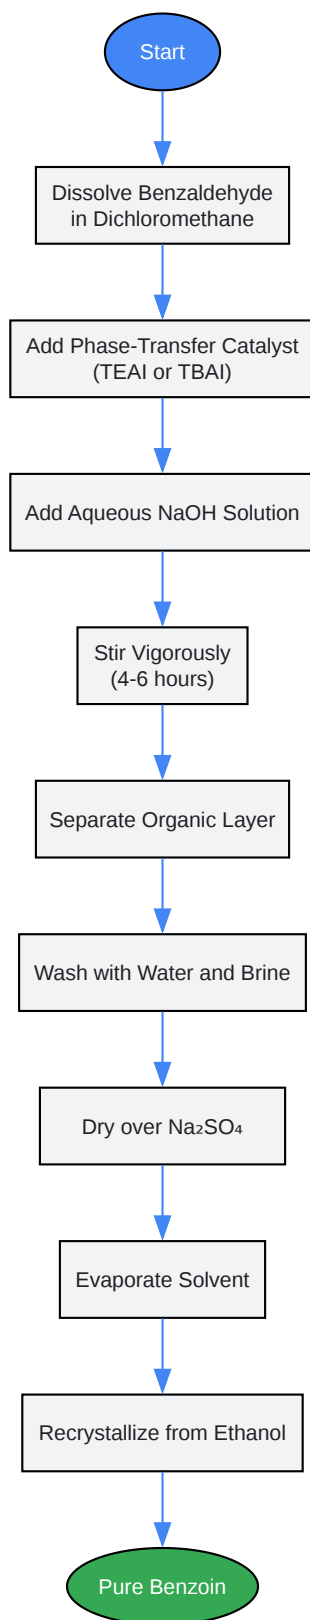 Start
Dissolve Benzaldehyde
in Dichloromethane
Add Phase-Transfer Catalyst
(TEAI or TBAI)
Add Aqueous NaOH Solution
Stir Vigorously
(4-6 hours)
Separate Organic Layer
Wash with Water and Brine
Dry over Na₂SO₄
Evaporate Solvent
Recrystallize from Ethanol
Pure Benzoin